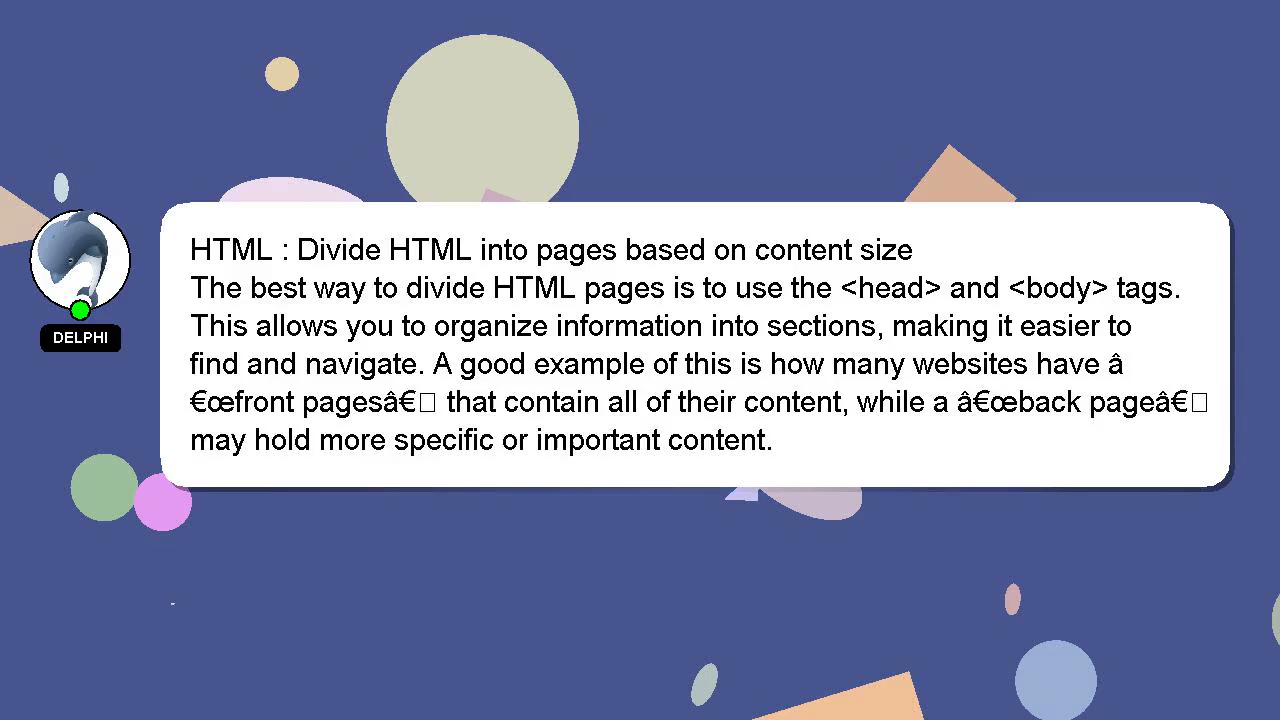 HTML : Divide HTML into pages based on content size
The best way to divide HTML pages is to use the <head> and <body> tags.
This allows you to organize information into sections, making it easier to
find and navigate. A good example of this is how many websites have â
€œfront pagesâ€□ that contain all of their content, while a â€œback pageâ€□
may hold more specific or important content.
DELPHI